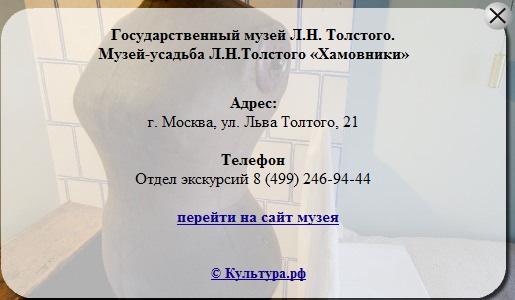 Государственный музей Л.Н. Толстого.
Музей-усадьба Л.Н.Толстого «Хамовники»
Адрес:
г. Москва, ул. Льва Толтого, 21
Телефон
Отдел экскурсий 8 (499) 246-94-44
перейти на сайт музея
© Культура.рф